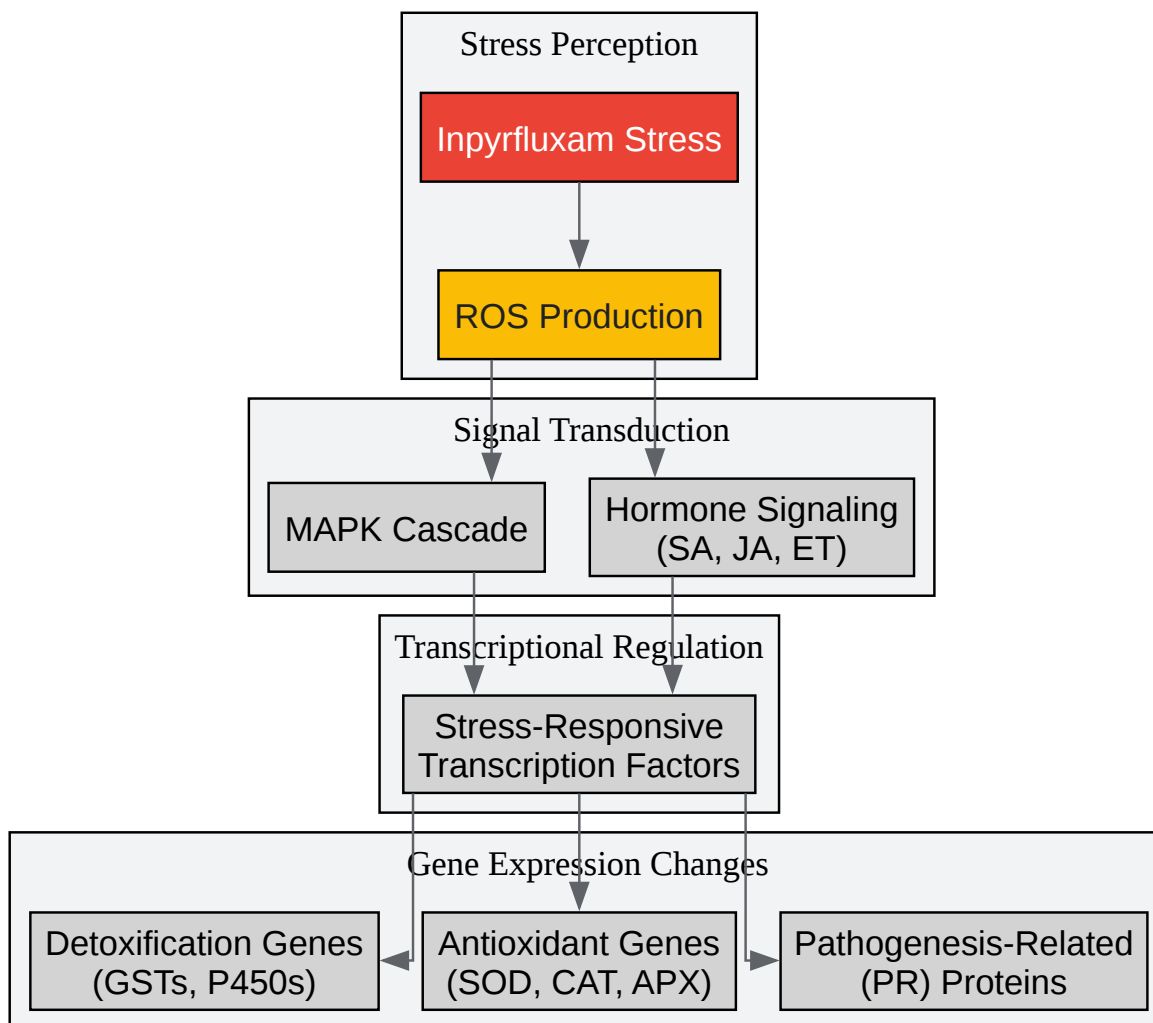 Stress Perception
Inpyrfluxam Stress
ROS Production
Signal Transduction
MAPK Cascade
Hormone Signaling
(SA, JA, ET)
Transcriptional Regulation
Stress-Responsive
Transcription Factors
Gene Expression Changes
Detoxification Genes
(GSTs, P450s)
Antioxidant Genes
(SOD, CAT, APX)
Pathogenesis-Related
(PR) Proteins